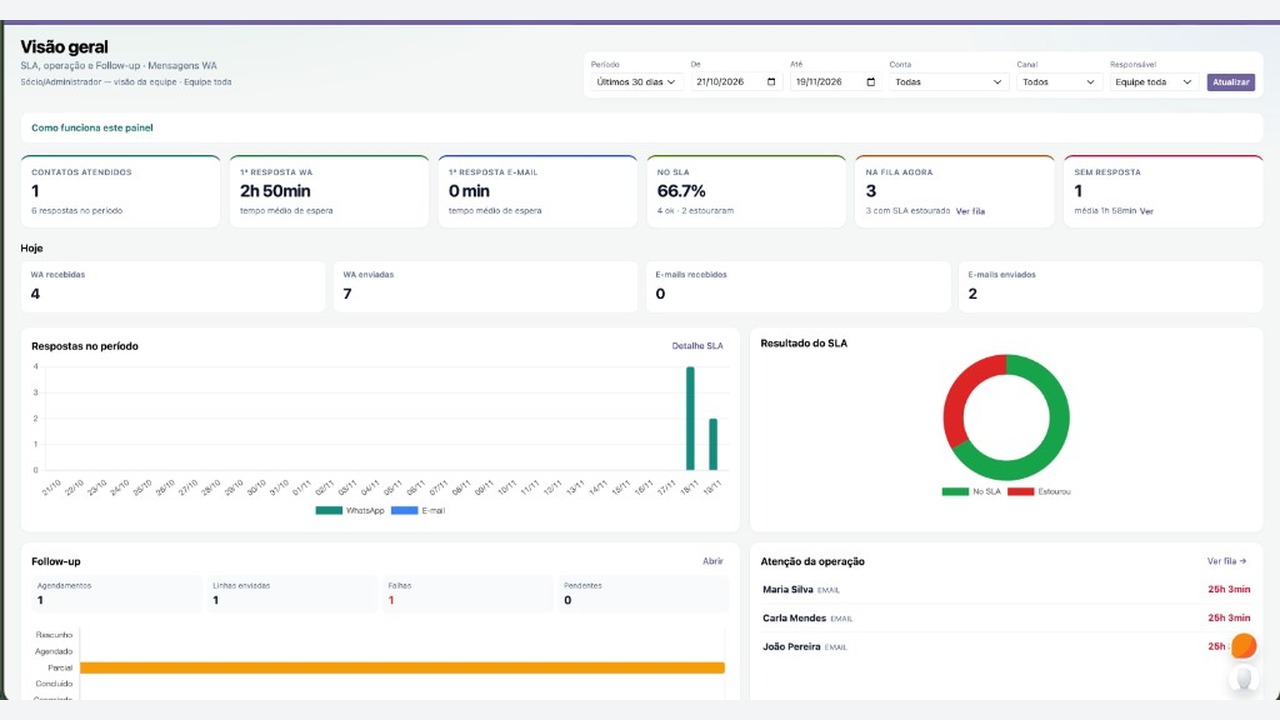 Visão geral
SLA, operação e Follow-up · Mensagens WA
Sócio/Administrador — visão da equipe · Equipe toda
Período
De
Até
Conta
Canal
Responsável
Últimos 30 dias
21/10/2026
19/11/2026
Todas
Todos
Equipe toda
Atualizar
Como funciona este painel
CONTATOS ATENDIDOS
1
6 respostas no período
1ª RESPOSTA WA
2h 50min
tempo médio de espera
1ª RESPOSTA E-MAIL
0 min
tempo médio de espera
NO SLA
66.7%
4 ok · 2 estouraram
NA FILA AGORA
3
3 com SLA estourado Ver fila
SEM RESPOSTA
1
média 1h 58min Ver
Hoje
WA recebidas
4
WA enviadas
7
E-mails recebidos
0
E-mails enviados
2
Respostas no período
Detalhe SLA
4
3
2
1
0
21/10 22/10 23/10 24/10 25/10 26/10 27/10 28/10 29/10 30/10 31/10 01/11 02/11 03/11 04/11 05/11 06/11 07/11 08/11 09/11 10/11 11/11 12/11 13/11 14/11 15/11 16/11 17/11 18/11 19/11
WhatsApp E-mail
Resultado do SLA
No SLA Estourou
Follow-up
Abrir
Agendamentos
1
Linhas enviadas
1
Falhas
1
Pendentes
0
Rascunho
Agendado
Parcial
Concluído
Atenção da operação
Ver fila →
Maria Silva EMAIL
25h 3min
Carla Mendes EMAIL
25h 3min
João Pereira EMAIL
25h